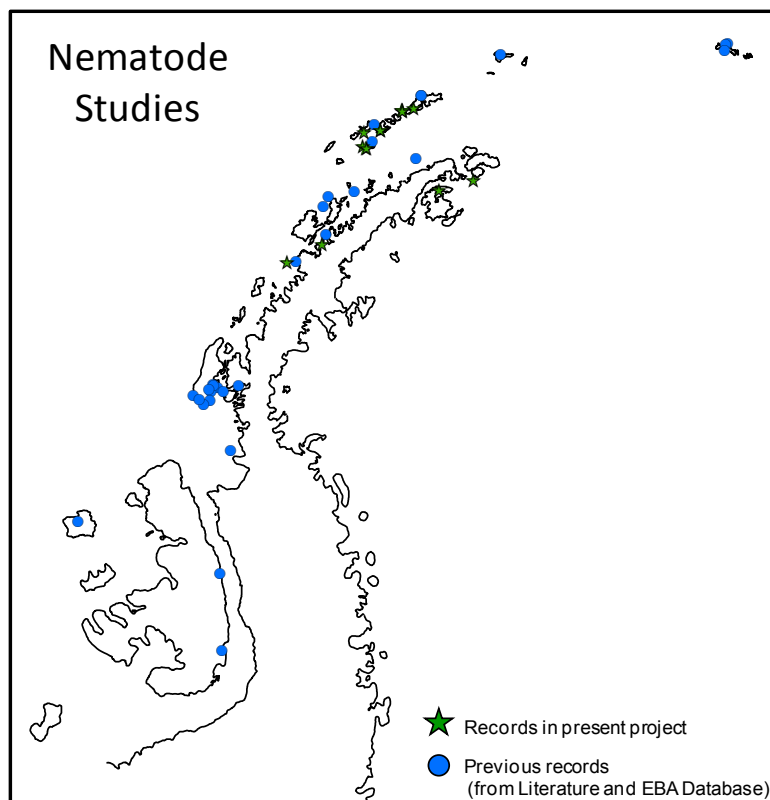 Nematode
Studies
Records in present project
Previous records
(from Literature and EBA Database)